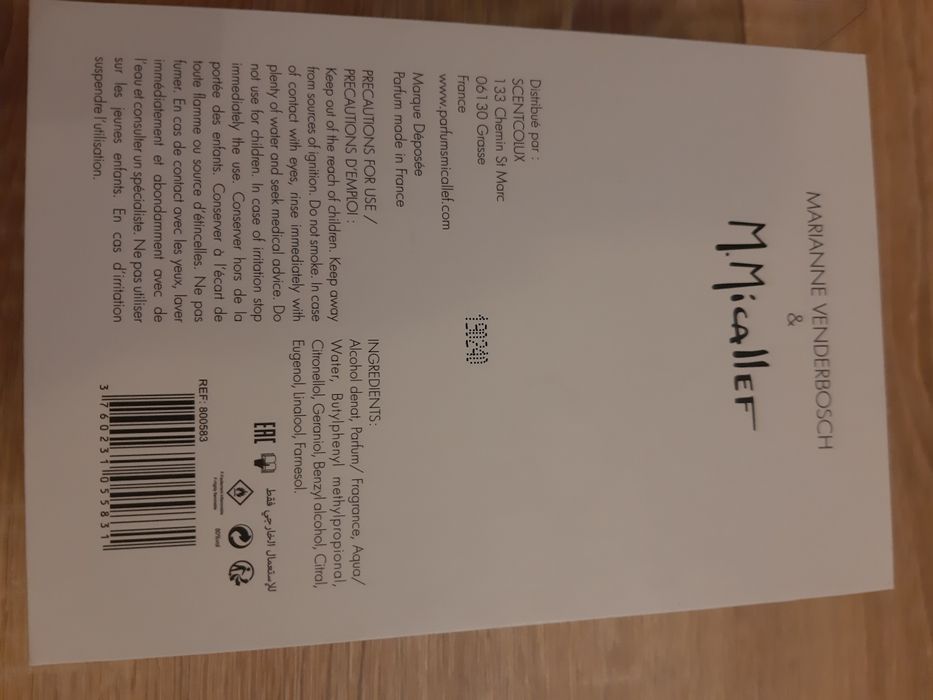 MARIANNE VENDERBOSCH
&
M.MicallEF
Distribué par :
SCENTCOLUX
133 Chemin St Marc
06130 Grasse
France
www.parfumsmicallef.com
Marque Déposée
Parfum made in France
PRECAUTIONS FOR USE /
PRECAUTIONS D'EMPLOI :
Keep out of the reach of children. Keep away
from sources of ignition. Do not smoke. In case
of contact with eyes, rinse immediately with
plenty of water and seek medical advice. Do
not use for children. In case of irritation stop
immediately the use. Conserver hors de la
portée des enfants. Conserver à l'écart de
toute flamme ou source d'étincelles. Ne pas
fumer. En cas de contact avec les yeux, laver
immédiatement et abondamment avec de
l'eau et consulter un spécialiste. Ne pas utiliser
sur les jeunes enfants. En cas d'irritation
suspendre l'utilisation.
INGREDIENTS:
Alcohol denat, Parfum/ Fragrance, Aqua/
Water, Butylphenyl methylpropional,
Citronellol, Geraniol, Benzyl alcohol, Citral,
Eugenol, Linalool, Farnesol.
EAC
للإستعمال الخارجي فقط
80%vol
REF: 800583
3 760231 055831